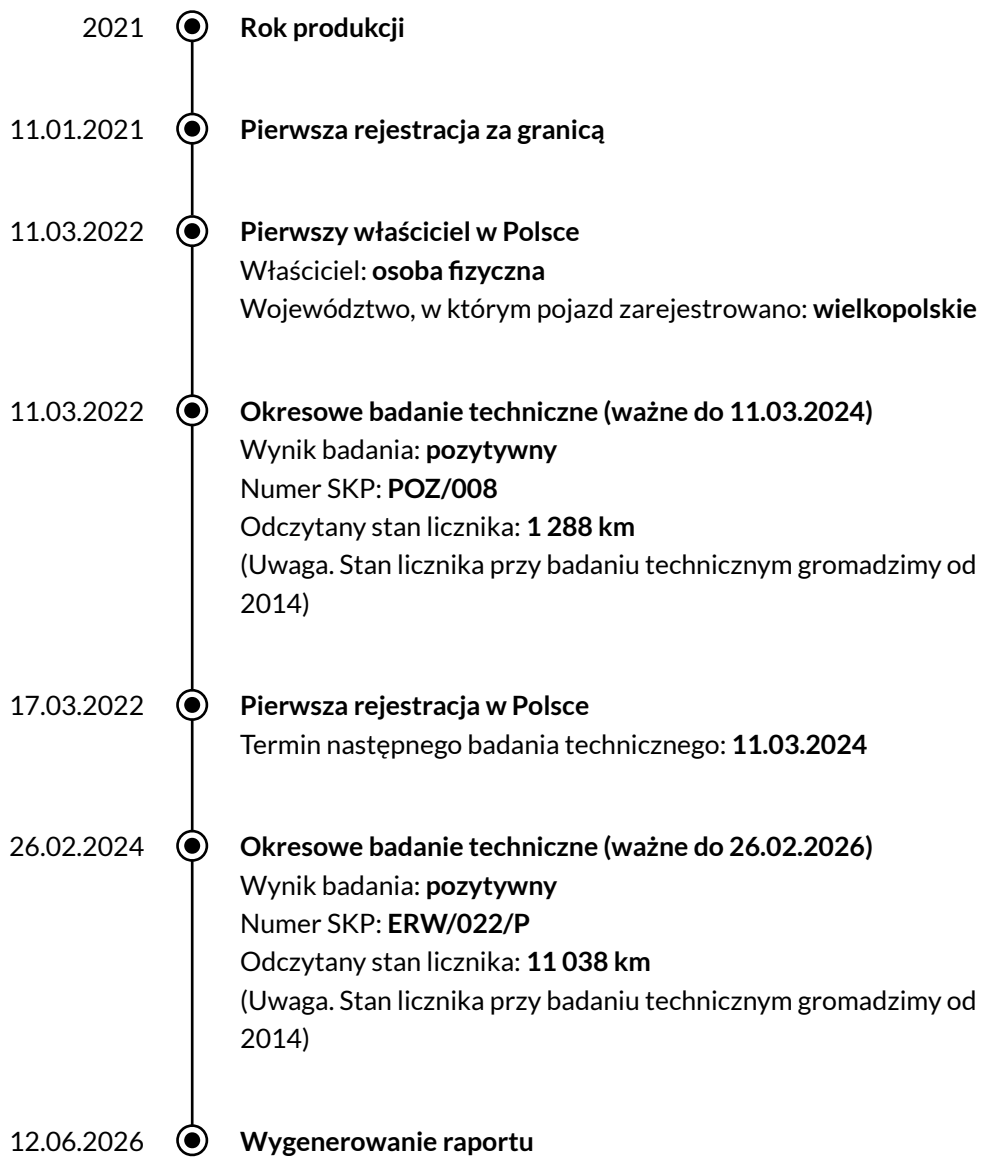 2021 Rok produkcji
11.01.2021 Pierwsza rejestracja za granicą
11.03.2022 Pierwszy właściciel w Polsce
Właściciel: osoba fizyczna
Województwo, w którym pojazd zarejestrowano: wielkopolskie
11.03.2022 Okresowe badanie techniczne (ważne do 11.03.2024)
Wynik badania: pozytywny
Numer SKP: POZ/008
Odczytany stan licznika: 1 288 km
(Uwaga. Stan licznika przy badaniu technicznym gromadzimy od
2014)
17.03.2022 Pierwsza rejestracja w Polsce
Termin następnego badania technicznego: 11.03.2024
26.02.2024 Okresowe badanie techniczne (ważne do 26.02.2026)
Wynik badania: pozytywny
Numer SKP: ERW/022/P
Odczytany stan licznika: 11 038 km
(Uwaga. Stan licznika przy badaniu technicznym gromadzimy od
2014)
12.06.2026 Wygenerowanie raportu